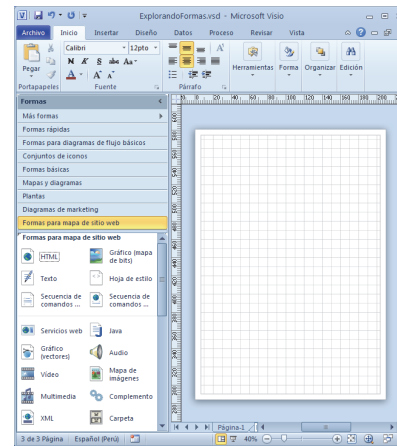 ExplorandoFormas.vsd - Microsoft Visio
Archivo Inicio Insertar Diseño Datos Proceso Revisar Vista
Calibri 12pto
Pegar
N K S abc Aa
A A A
Herramientas Forma Organizar Edición
Portapapeles Fuente Párrafo
Formas
Más formas
Formas rápidas
Formas para diagramas de flujo básicos
Conjuntos de iconos
Formas básicas
Mapas y diagramas
Plantas
Diagramas de marketing
Formas para mapa de sitio web
Formas para mapa de sitio web
HTML
Gráfico (mapa
de bits)
Texto
Hoja de estilo
Secuencia de
comandos ...
Secuencia de
comandos ...
Servicios web
Java
Gráfico
(vectores)
Audio
Vídeo
Mapa de
imágenes
Multimedia
Complemento
XML
Carpeta
Página-1
3 de 3 Página Español (Perú) 40%